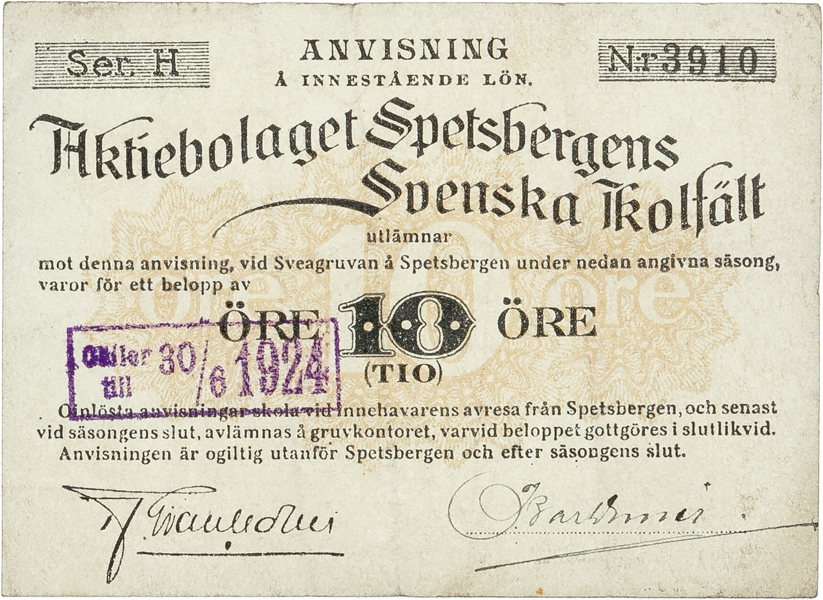 Ser. H
ANVISNING
Nr 3910
Å INNESTÅENDE LÖN.
Aktiebolaget Spetsbergens
Svenska Kolfält
utlämnar
mot denna anvisning, vid Sveagruvan å Spetsbergen under nedan angivna säsong,
varor för ett belopp av
öre 10 öre
ÖRE 10 ÖRE
(TIO)
Gäller 30/6 1924
till
Oinlösta anvisningar skola vid innehavarens avresa från Spetsbergen, och senast
vid säsongens slut, avlämnas å gruvkontoret, varvid beloppet gottgöres i slutlikvid.
Anvisningen är ogiltig utanför Spetsbergen och efter säsongens slut.